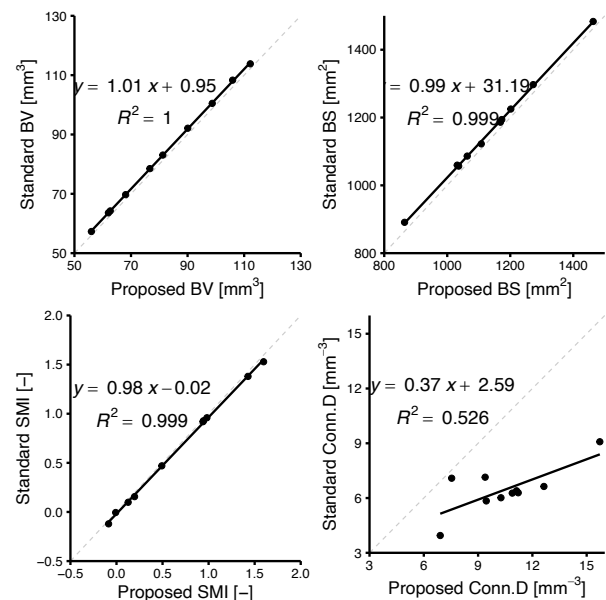 130
110
90
70
50
Standard BV [mm³]
y = 1.01 x + 0.95
R² = 1
50 70 90 110 130
Proposed BV [mm³]
1400
1200
1000
800
Standard BS [mm²]
= 0.99 x + 31.19
R² = 0.999
800 1000 1200 1400
Proposed BS [mm²]
2.0
1.5
1.0
0.5
0.0
−0.5
Standard SMI [-]
y = 0.98 x − 0.02
R² = 0.999
−0.5 0.0 0.5 1.0 1.5 2.0
Proposed SMI [-]
15
12
9
6
3
Standard Conn.D [mm⁻³]
y = 0.37 x + 2.59
R² = 0.526
3 6 9 12 15
Proposed Conn.D [mm⁻³]